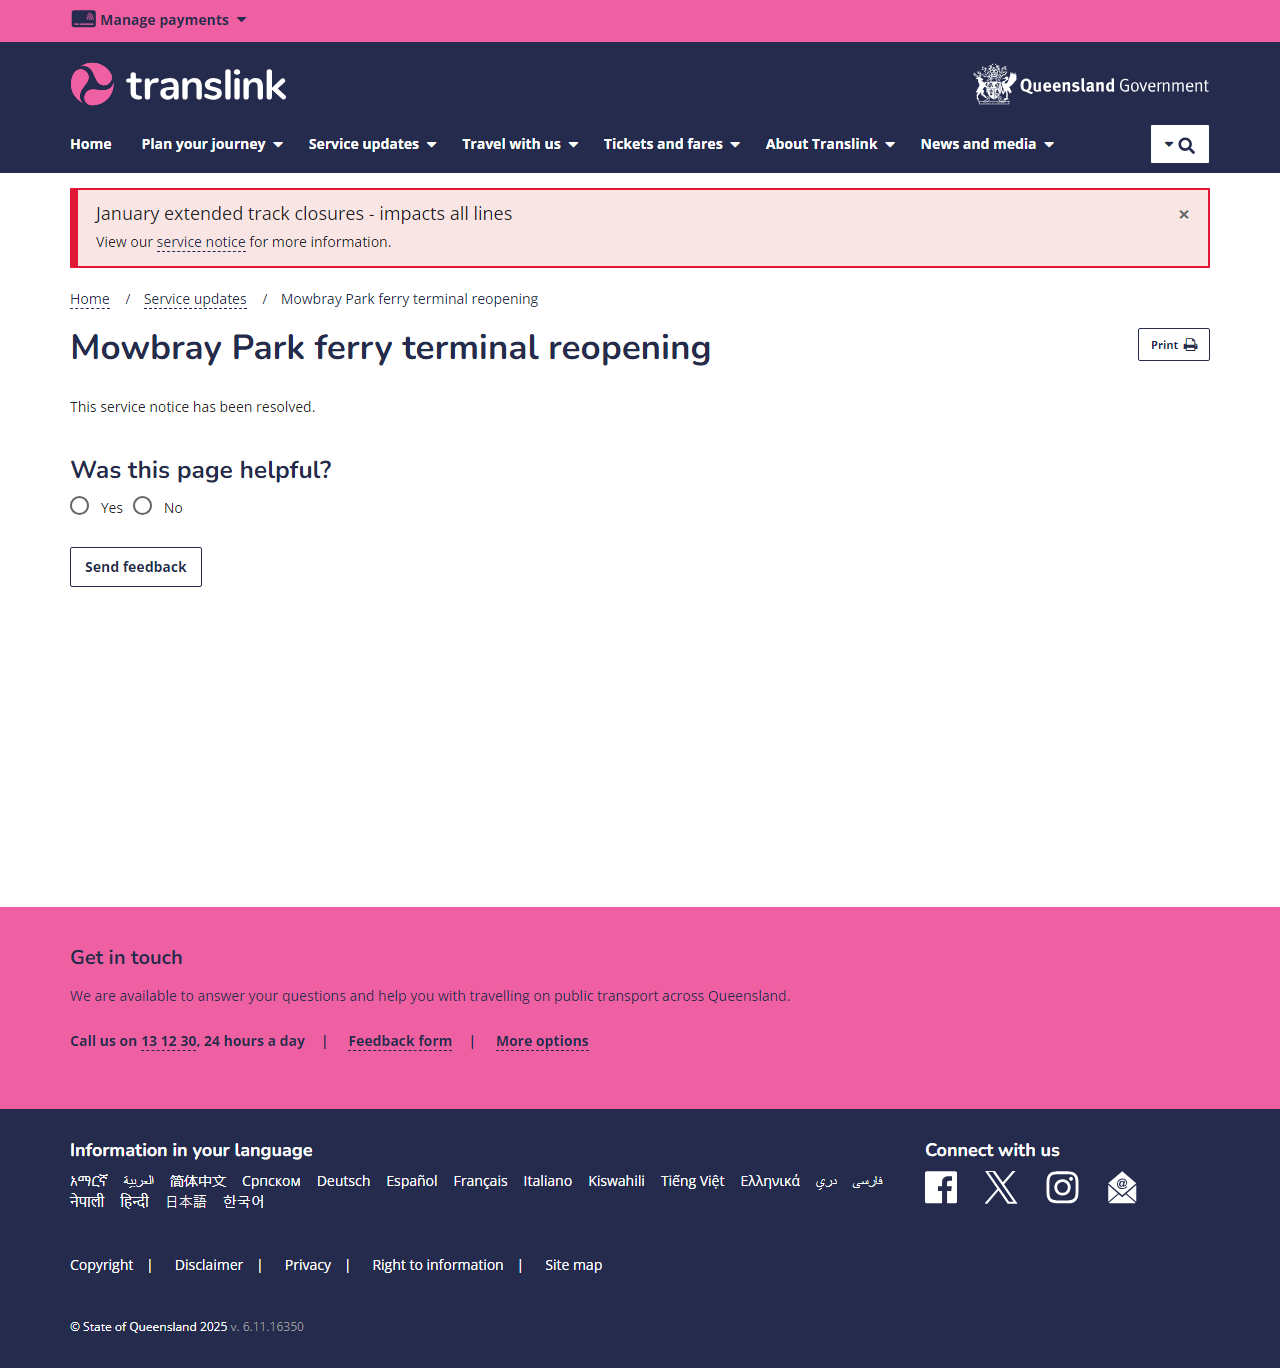 Manage payments
translink
Queensland Government
Home Plan your journey Service updates Travel with us Tickets and fares About Translink News and media
January extended track closures - impacts all lines ×
View our service notice for more information.
Home / Service updates / Mowbray Park ferry terminal reopening
Mowbray Park ferry terminal reopening
Print
This service notice has been resolved.
Was this page helpful?
Yes No
Send feedback
Get in touch
We are available to answer your questions and help you with travelling on public transport across Queensland.
Call us on 13 12 30, 24 hours a day | Feedback form | More options
Information in your language
አማርኛ العربية 简体中文 Српском Deutsch Español Français Italiano Kiswahili Tiếng Việt Ελληνικά دري فارسی
नेपाली हिन्दी 日本語 한국어
Connect with us
Copyright | Disclaimer | Privacy | Right to information | Site map
© State of Queensland 2025 v. 6.11.16350